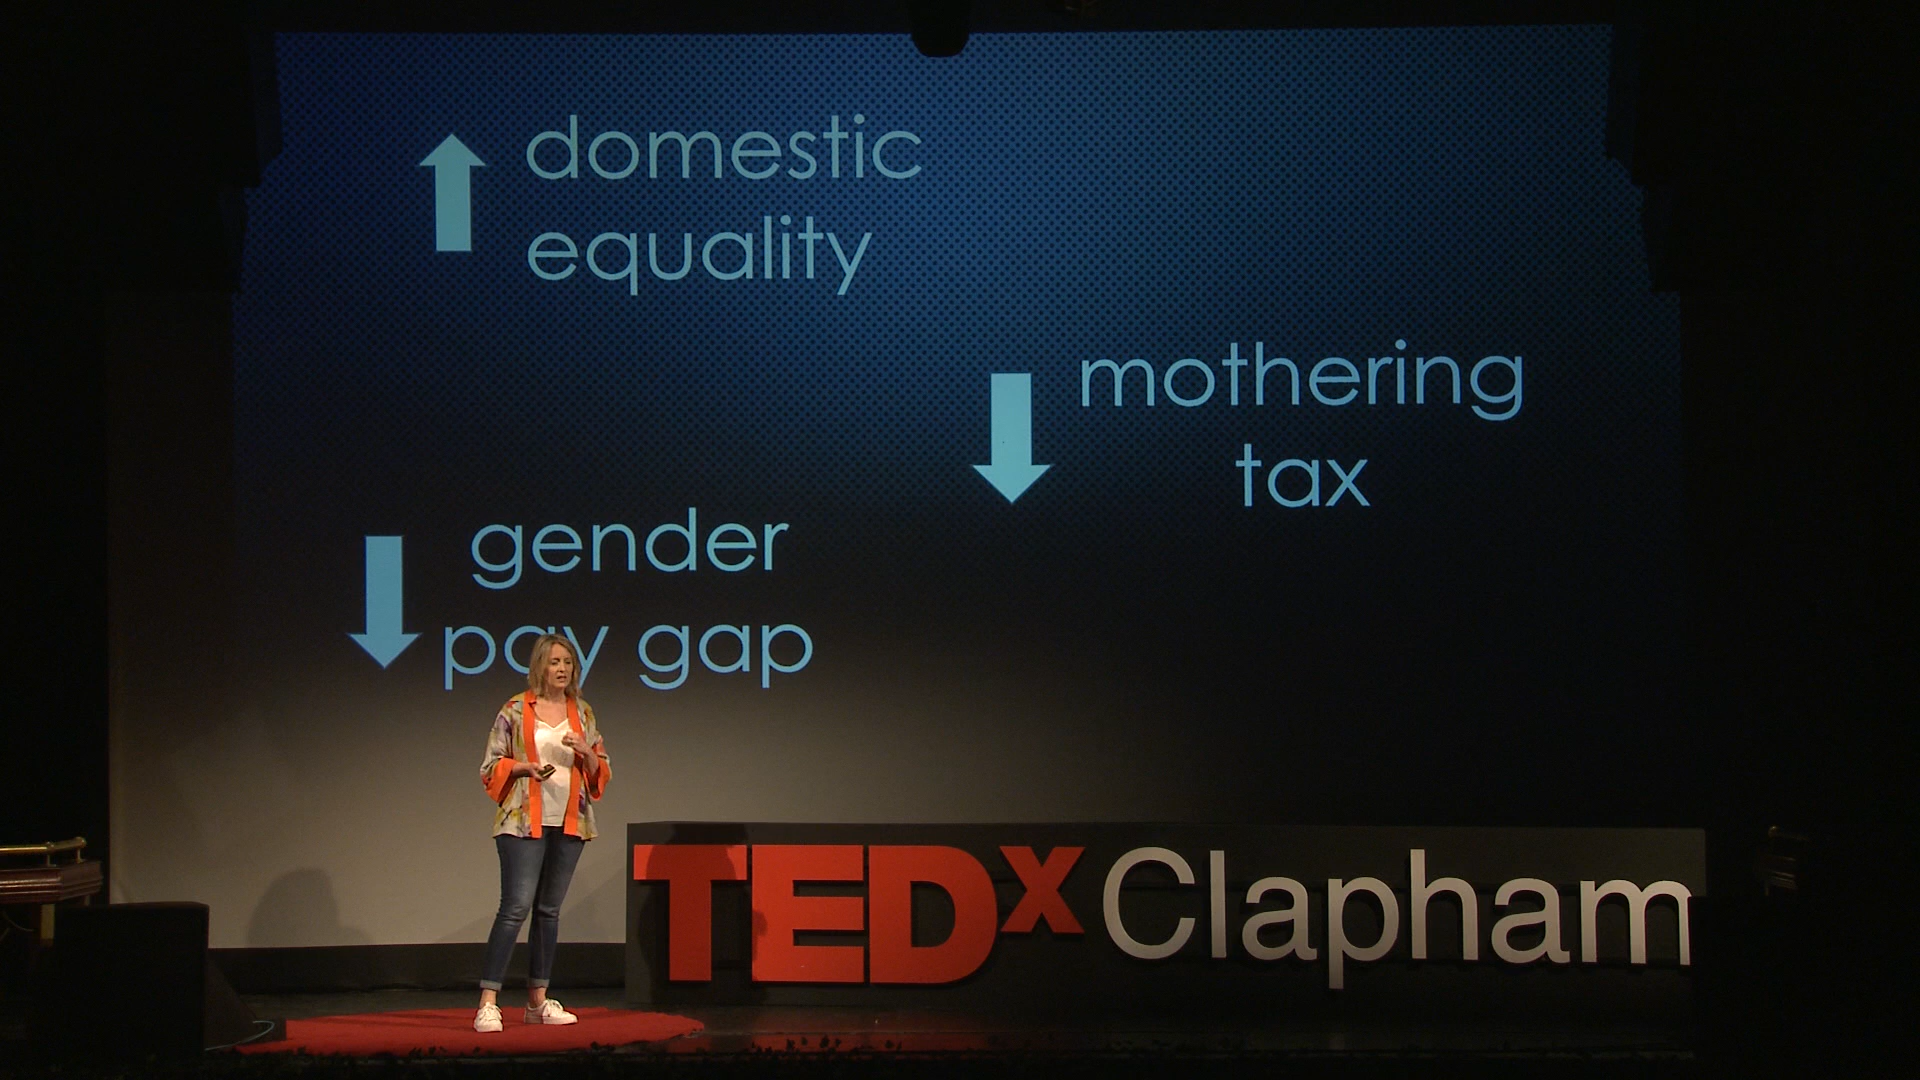 domestic
equality
mothering
tax
gender
pay gap
TEDx Clapham